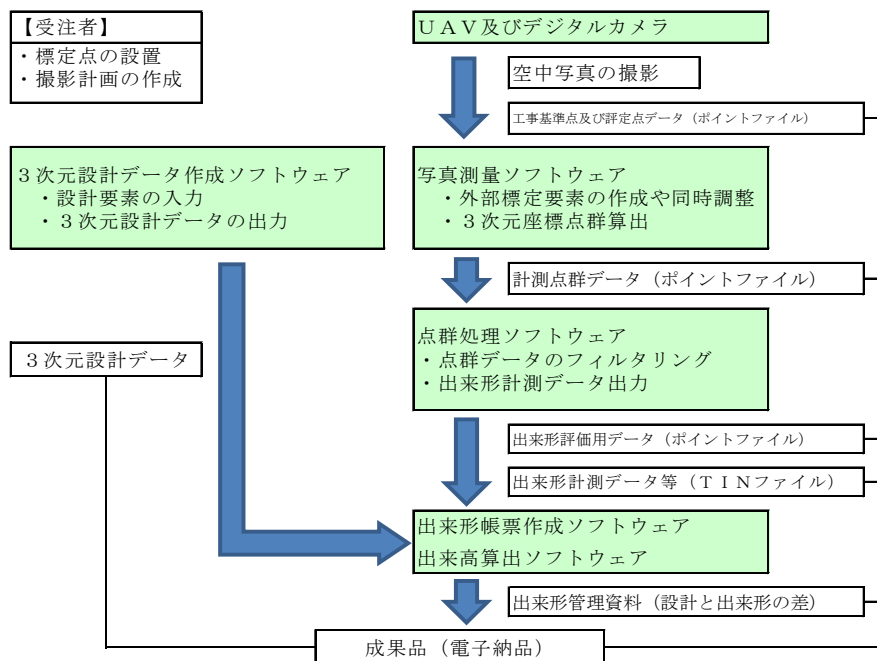 【受注者】
・標定点の設置
・撮影計画の作成
ＵＡＶ及びデジタルカメラ
空中写真の撮影
工事基準点及び評定点データ（ポイントファイル）
３次元設計データ作成ソフトウェア
・設計要素の入力
・３次元設計データの出力
写真測量ソフトウェア
・外部標定要素の作成や同時調整
・３次元座標点群算出
計測点群データ（ポイントファイル）
点群処理ソフトウェア
・点群データのフィルタリング
・出来形計測データ出力
３次元設計データ
出来形評価用データ（ポイントファイル）
出来形計測データ等（ＴＩＮファイル）
出来形帳票作成ソフトウェア
出来高算出ソフトウェア
出来形管理資料（設計と出来形の差）
成果品（電子納品）